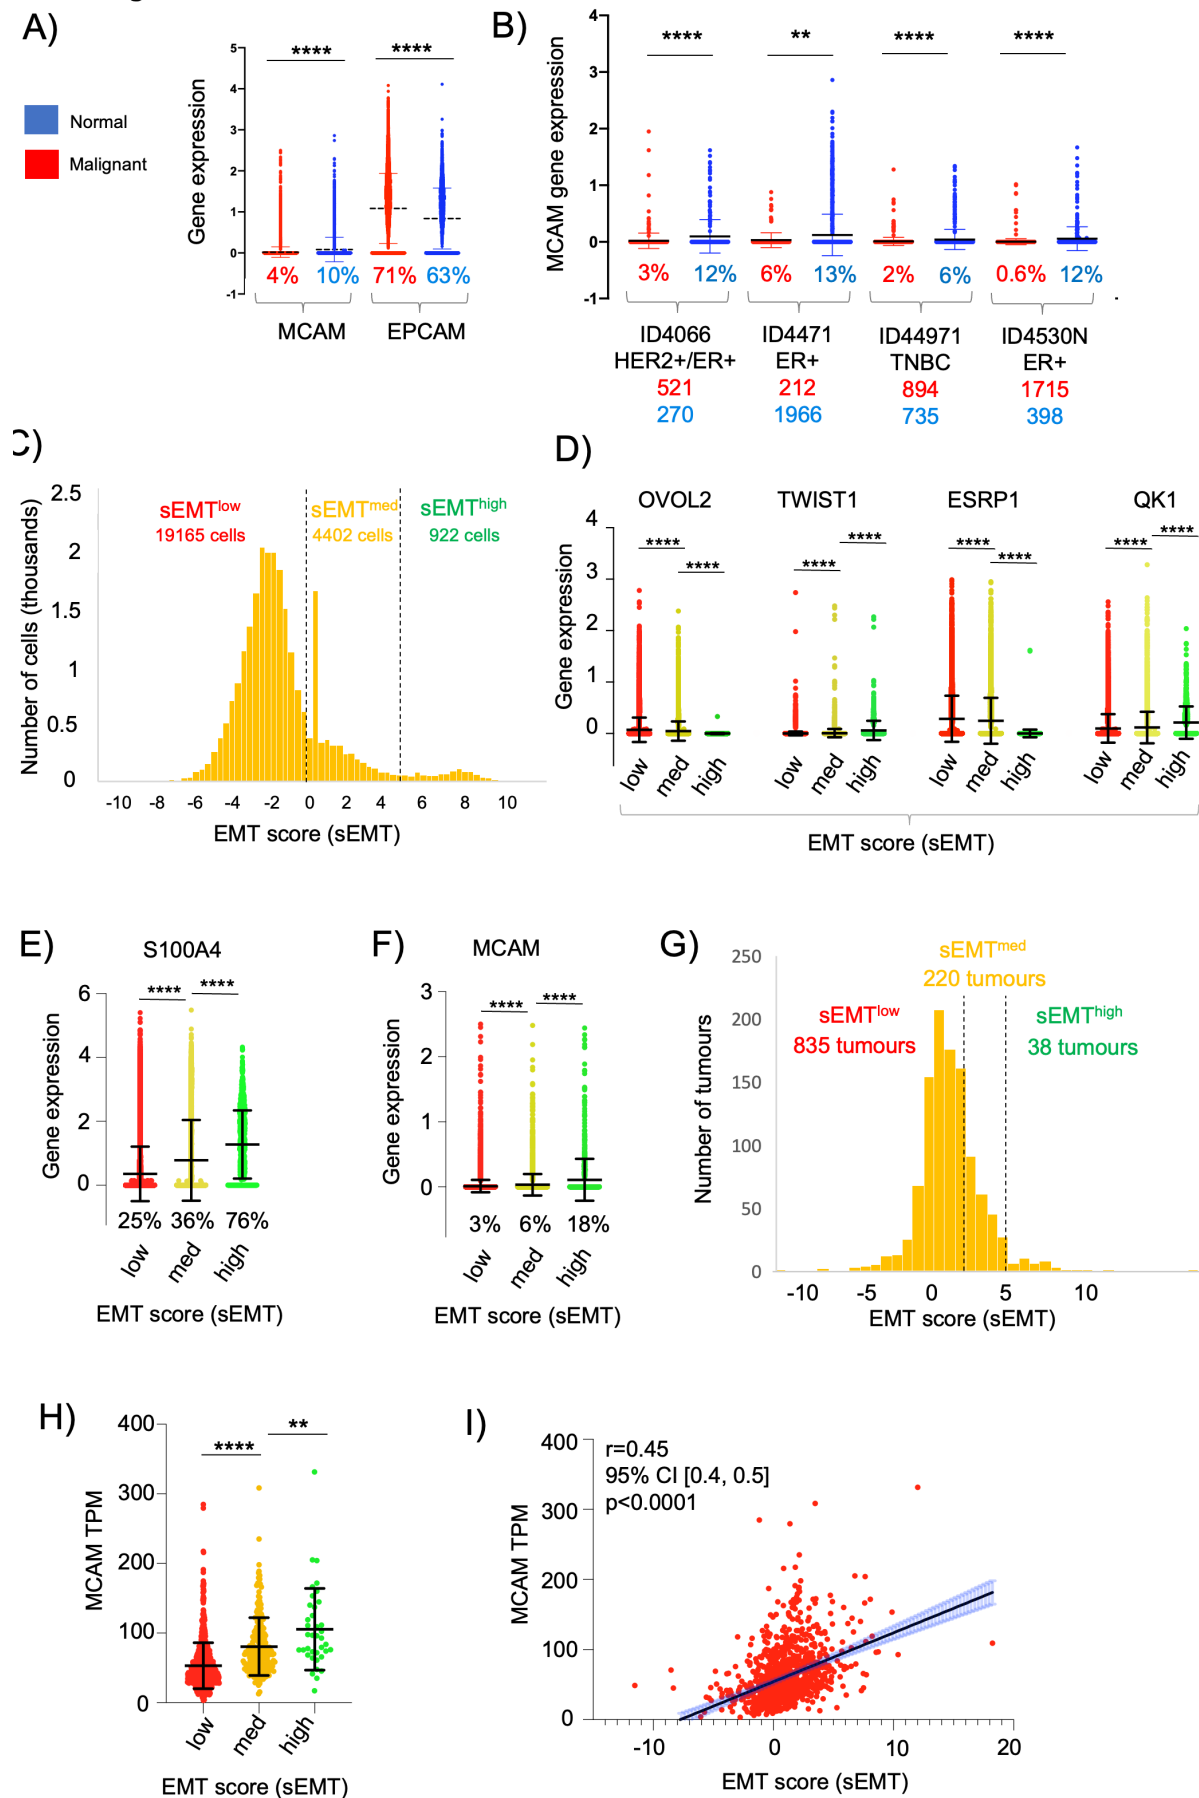 A)
Normal
Malignant
Gene expression
5
4
3
2
1
0
-1
****
****
4%
10%
71%
63%
MCAM
EPCAM
B)
MCAM gene expression
4
3
2
1
0
-1
****
**
****
****
3%
12%
6%
13%
2%
6%
0.6%
12%
ID4066
HER2+/ER+
521
270
ID4471
ER+
212
1966
ID44971
TNBC
894
735
ID4530N
ER+
1715
398
C)
Number of cells (thousands)
2.5
2
1.5
1
0.5
0
sEMTlow
19165 cells
sEMTmed
4402 cells
sEMThigh
922 cells
-10 -8 -6 -4 -2 0 2 4 6 8 10
EMT score (sEMT)
D)
OVOL2
TWIST1
ESRP1
QK1
Gene expression
4
3
2
1
0
****
****
****
****
****
****
****
****
low med high
low med high
low med high
low med high
EMT score (sEMT)
E)
S100A4
Gene expression
6
4
2
0
****
****
25% 36% 76%
low med high
EMT score (sEMT)
F)
MCAM
Gene expression
3
2
1
0
****
****
3% 6% 18%
low med high
EMT score (sEMT)
G)
Number of tumours
250
200
150
100
50
0
sEMTmed
220 tumours
sEMTlow
835 tumours
sEMThigh
38 tumours
-10 -5 0 5 10
EMT score (sEMT)
H)
MCAM TPM
400
300
200
100
0
****
**
low med high
EMT score (sEMT)
I)
MCAM TPM
400
300
200
100
0
r=0.45
95% CI [0.4, 0.5]
p<0.0001
-10 0 10 20
EMT score (sEMT)